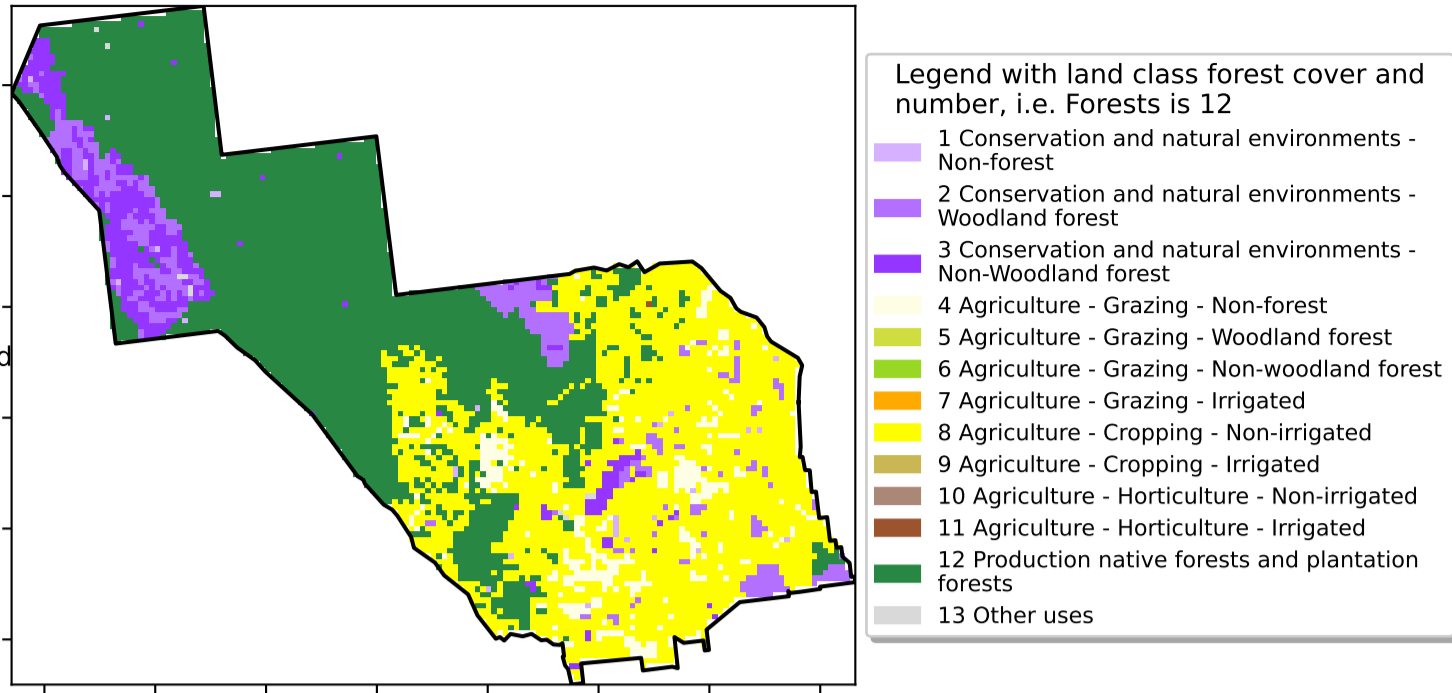 d
Legend with land class forest cover and
number, i.e. Forests is 12
1 Conservation and natural environments -
Non-forest
2 Conservation and natural environments -
Woodland forest
3 Conservation and natural environments -
Non-Woodland forest
4 Agriculture - Grazing - Non-forest
5 Agriculture - Grazing - Woodland forest
6 Agriculture - Grazing - Non-woodland forest
7 Agriculture - Grazing - Irrigated
8 Agriculture - Cropping - Non-irrigated
9 Agriculture - Cropping - Irrigated
10 Agriculture - Horticulture - Non-irrigated
11 Agriculture - Horticulture - Irrigated
12 Production native forests and plantation
forests
13 Other uses